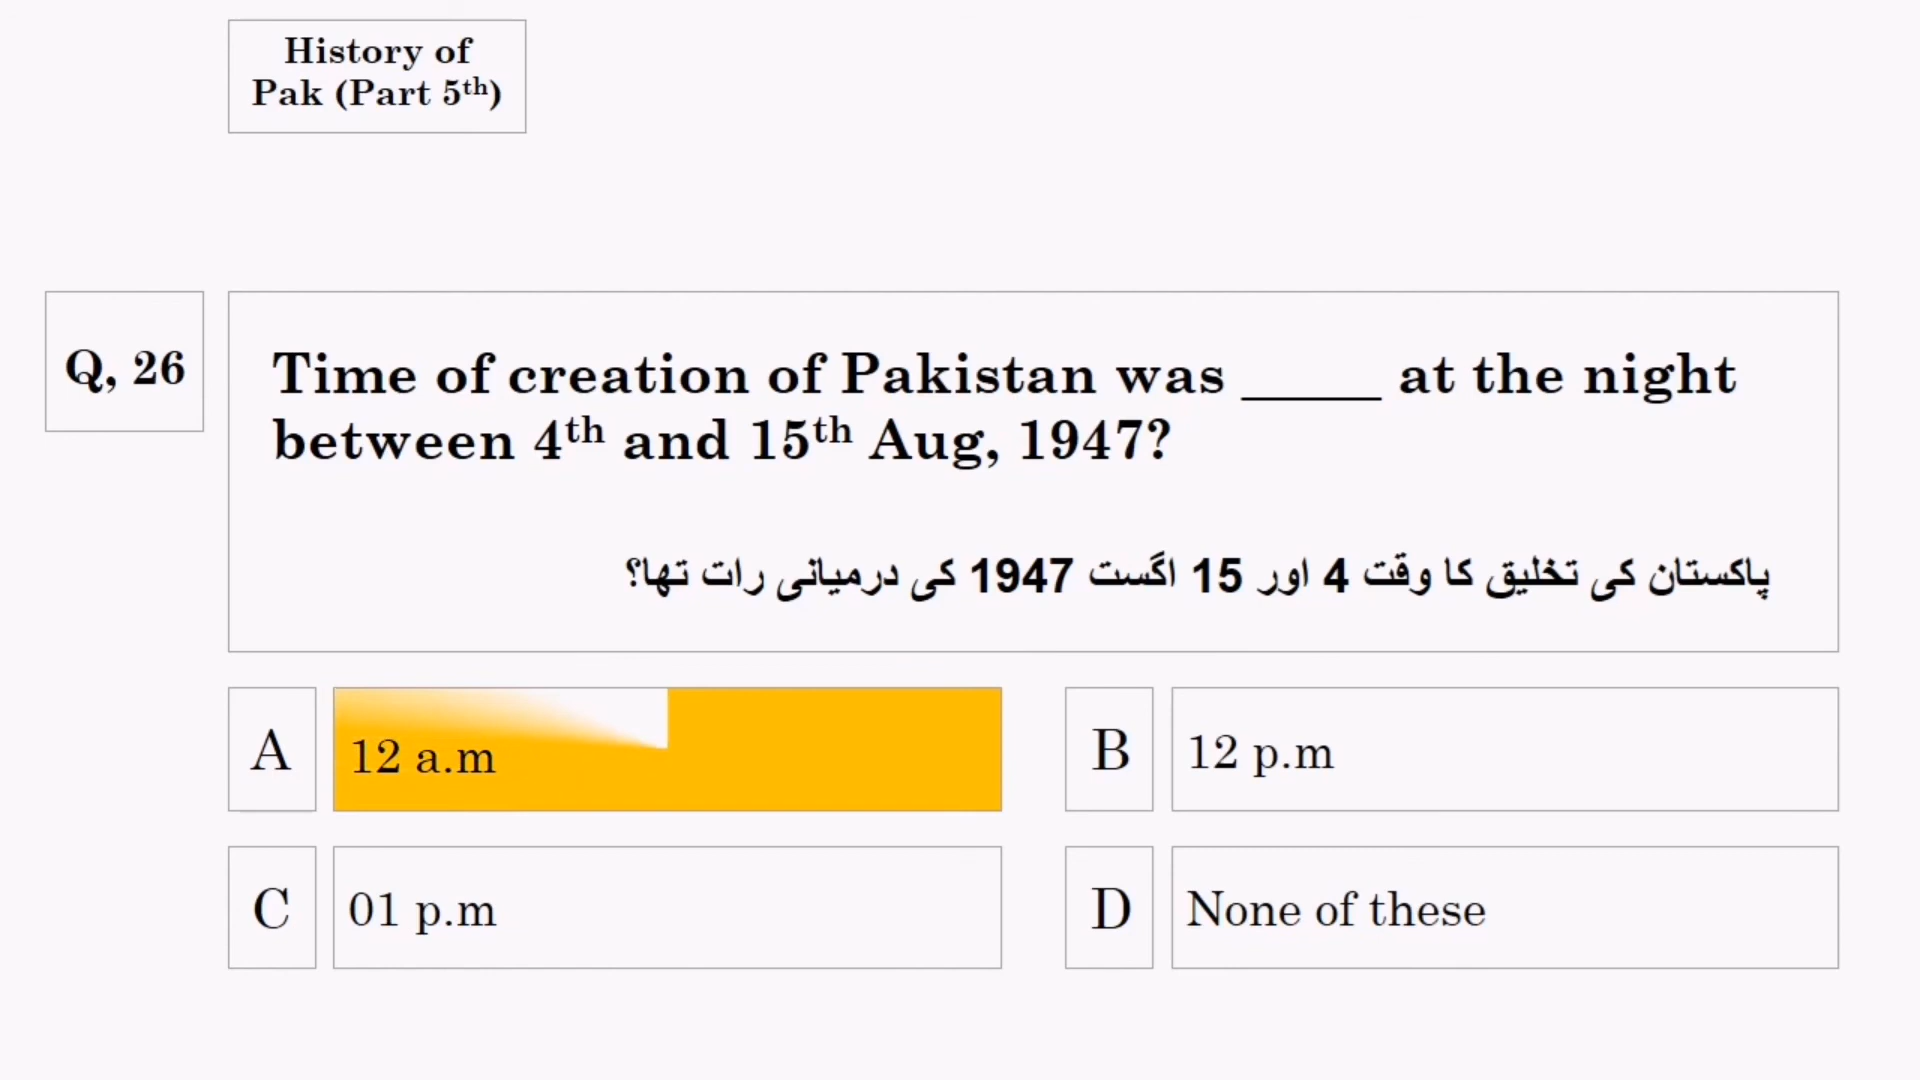 History of
Pak (Part 5th)
Q, 26
Time of creation of Pakistan was _____ at the night
between 4th and 15th Aug, 1947?
پاکستان کی تخلیق کا وقت 4 اور 15 اگست 1947 کی درمیانی رات تھا؟
A
12 a.m
B
12 p.m
C
01 p.m
D
None of these